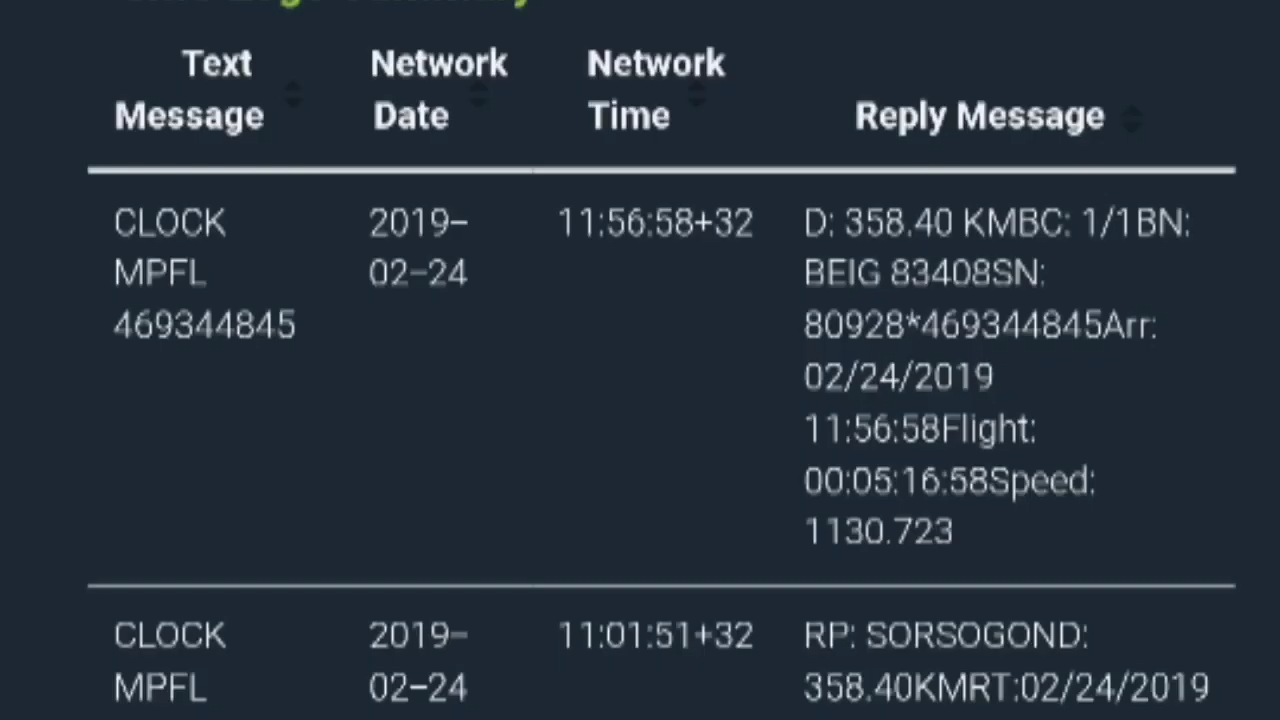 Text Message
Network Date
Network Time
Reply Message
CLOCK
MPFL
469344845
2019–
02–24
11:56:58+32
D: 358.40 KMBC: 1/1BN:
BEIG 83408SN:
80928*469344845Arr:
02/24/2019
11:56:58Flight:
00:05:16:58Speed:
1130.723
CLOCK
MPFL
2019–
02–24
11:01:51+32
RP: SORSOGOND:
358.40KMRT:02/24/2019